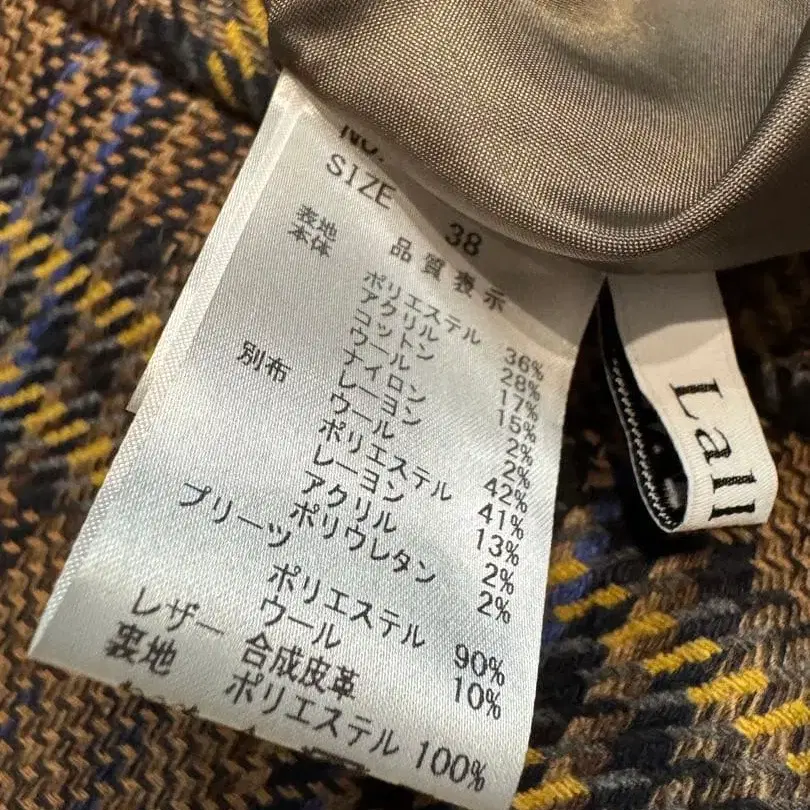 NO.
SIZE 38
品質表示
表地
本体 ポリエステル 36%
アクリル 28%
コットン 17%
ウール 15%
ナイロン 2%
レーヨン 2%
別布 ウール 42%
ポリエステル 41%
レーヨン 13%
アクリル 2%
ポリウレタン 2%
プリーツ
ポリエステル 90%
ウール 10%
レザー 合成皮革
裏地 ポリエステル 100%
Lall